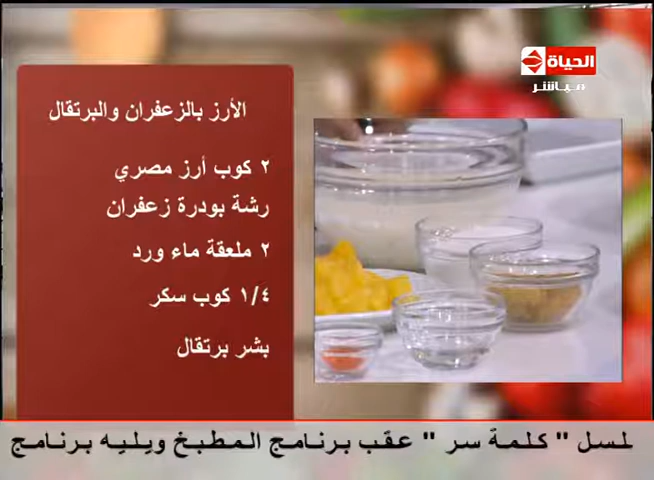 الحياة
مباشر
الأرز بالزعفران والبرتقال
٢ كوب أرز مصري
رشة بودرة زعفران
٢ ملعقة ماء ورد
١/٤ كوب سكر
بشر برتقال
لمسل " كلمة سر " عقب برنامج المطبخ ويليه برنامج